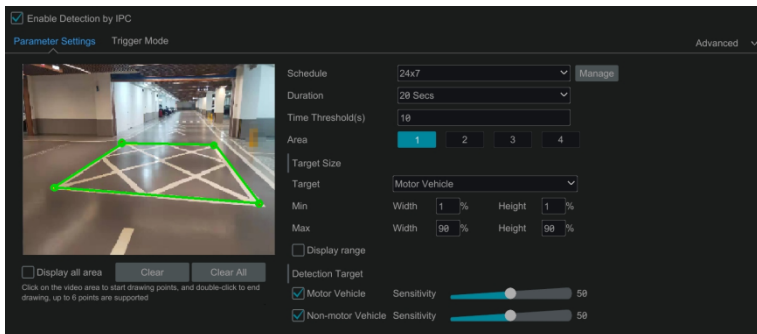 Enable Detection by IPC
Parameter Settings Trigger Mode Advanced
Schedule 24x7 Manage
Duration 20 Secs
Time Threshold(s) 10
Area 1 2 3 4
Target Size
Target Motor Vehicle
Min Width 1 % Height 1 %
Max Width 90 % Height 90 %
Display range
Display all area Clear Clear All
Click on the video area to start drawing points, and double-click to end
drawing, up to 6 points are supported
Detection Target
Motor Vehicle Sensitivity 50
Non-motor Vehicle Sensitivity 50